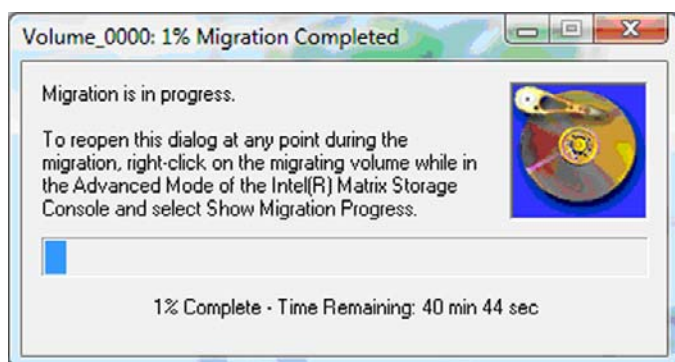 Volume_0000: 1% Migration Completed
Migration is in progress.
To reopen this dialog at any point during the
migration, right-click on the migrating volume while in
the Advanced Mode of the Intel(R) Matrix Storage
Console and select Show Migration Progress.
1% Complete - Time Remaining: 40 min 44 sec